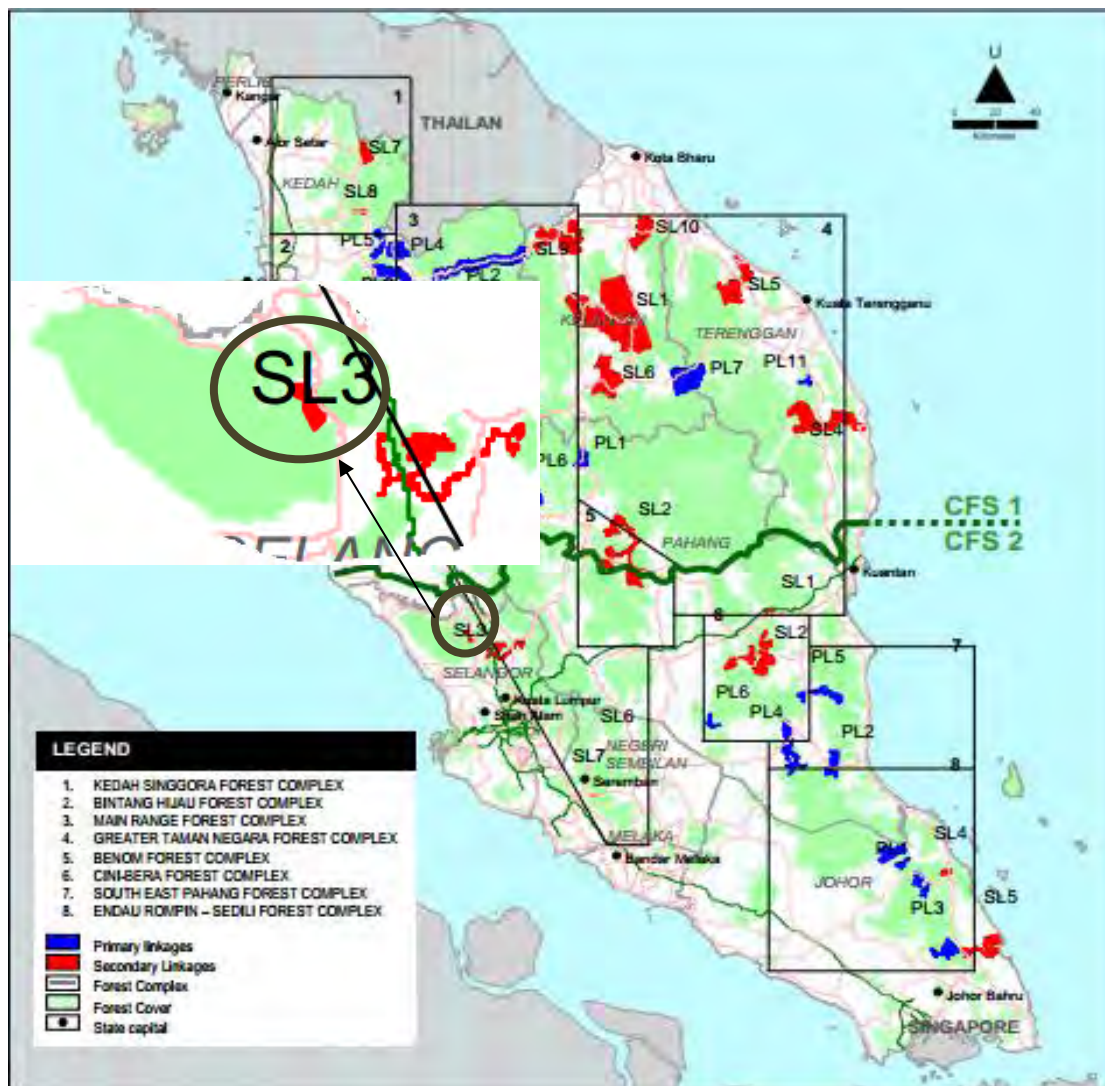 U
PERLIS
Kangar
1
THAILAN
Alor Setar
SL7
Kota Bharu
KEDAH
SL8
3
SL10
4
2
PL5
PL4
SL9
PL2
SL5
SL1
Kuala Terengganu
TERENGGAN
SL3
SL6
PL7
PL11
SL4
PL1
PL6
SL2
5
CFS 1
PAHANG
CFS 2
SELANG
SL1
Kuantan
6
SL3
SL2
7
SELANGOR
PL5
Kuala Lumpur
PL6
Shah Alam
SL6
PL4
PL2
NEGERI
SL7
SEMBILAN
8
Seremban
SL4
MELAKA
Bandar Melaka
JOHOR
SL5
PL3
Johor Bahru
SINGAPORE
LEGEND
1. KEDAH SINGGORA FOREST COMPLEX
2. BINTANG HIJAU FOREST COMPLEX
3. MAIN RANGE FOREST COMPLEX
4. GREATER TAMAN NEGARA FOREST COMPLEX
5. BENOM FOREST COMPLEX
6. CINI-BERA FOREST COMPLEX
7. SOUTH EAST PAHANG FOREST COMPLEX
8. ENDAU ROMPIN – SEDILI FOREST COMPLEX
Primary linkages
Secondary Linkages
Forest Complex
Forest Cover
State capital